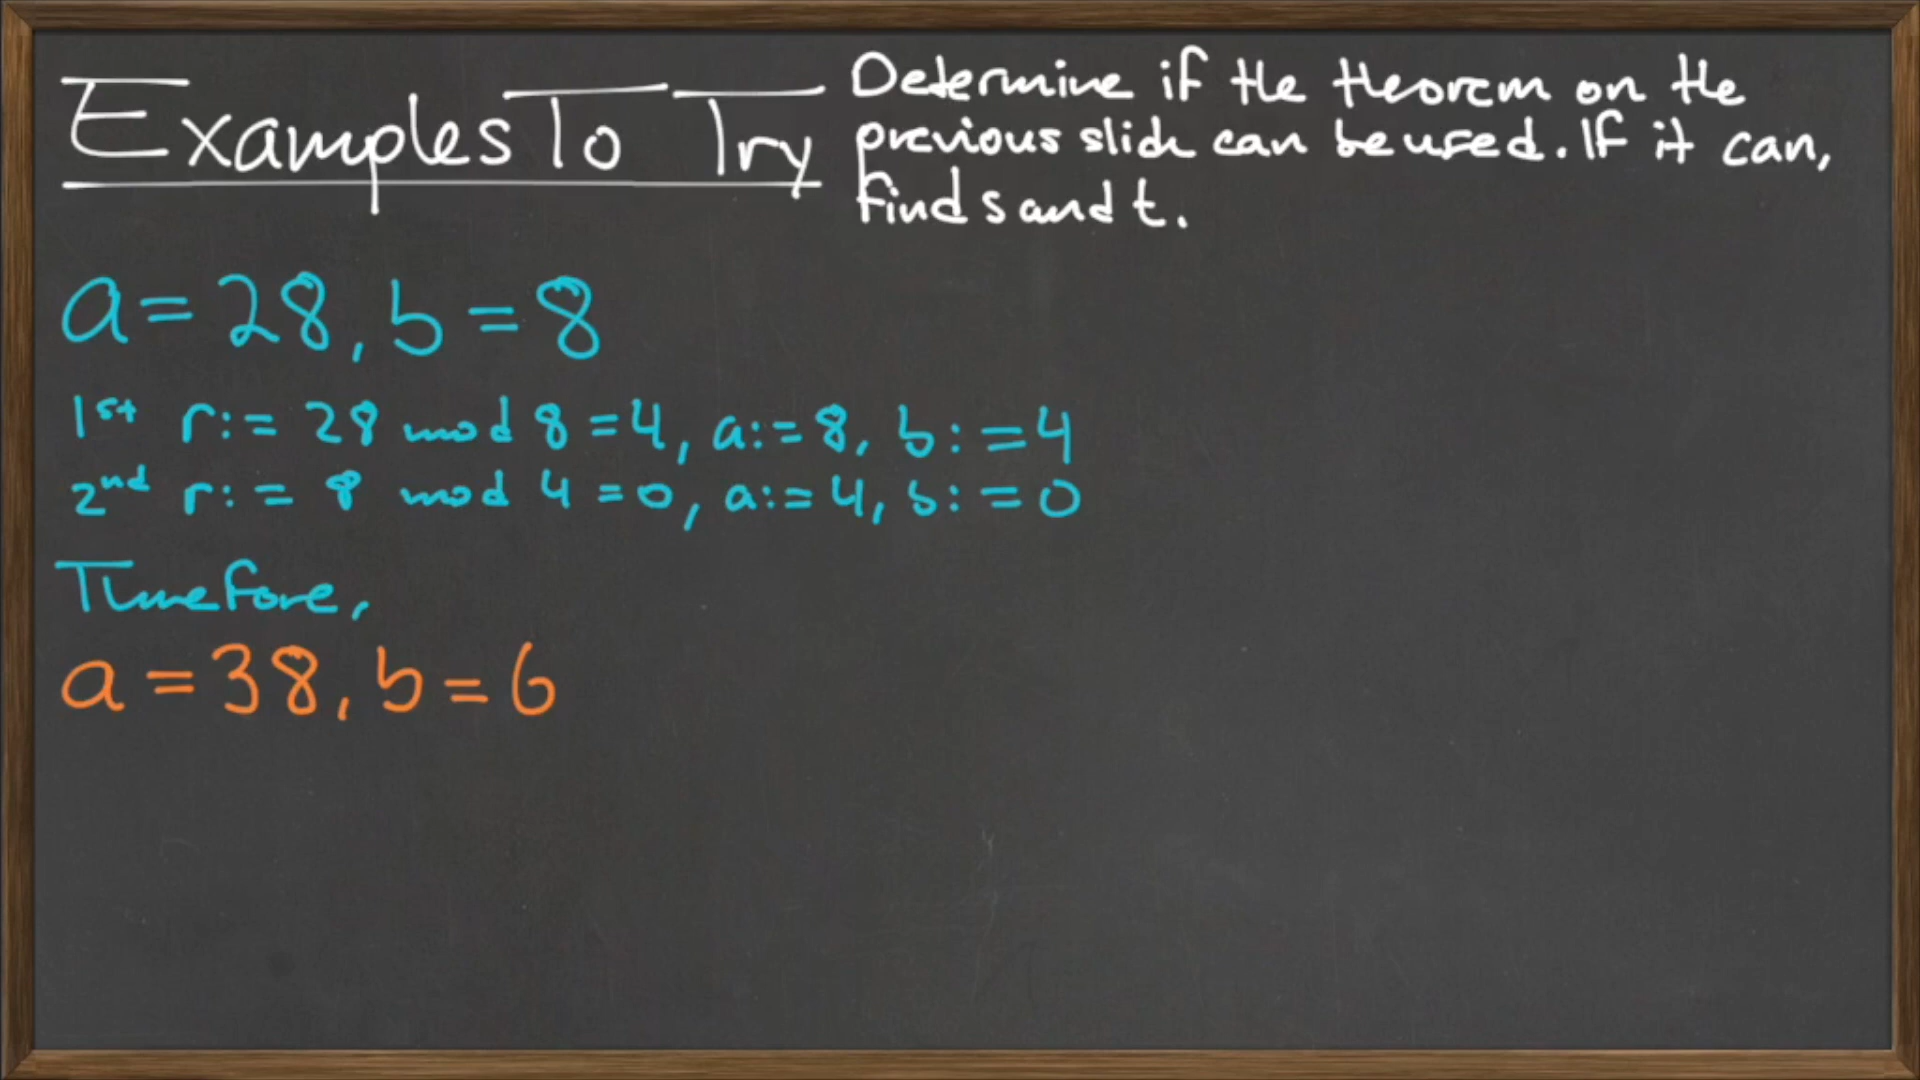 Examples To Try
Determine if the theorem on the
previous slide can be used. If it can,
find s and t.
a = 28, b = 8
1st r := 28 mod 8 = 4, a := 8, b := 4
2nd r := 8 mod 4 = 0, a := 4, b := 0
Therefore,
a = 38, b = 6